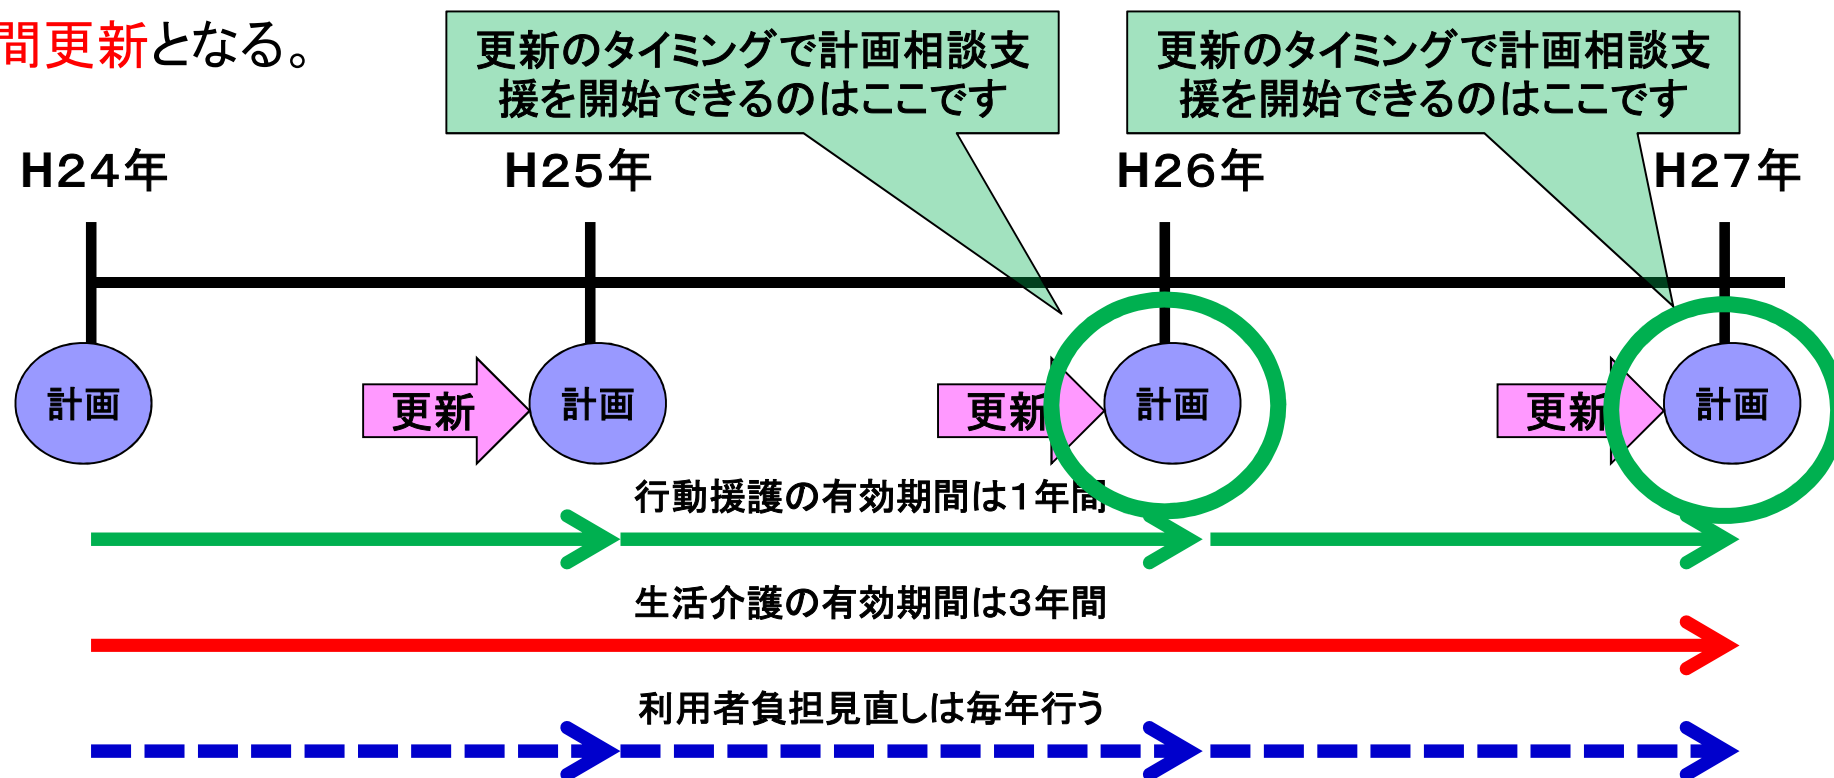 間更新となる。
更新のタイミングで計画相談支
援を開始できるのはここです
更新のタイミングで計画相談支
援を開始できるのはここです
H24年
H25年
H26年
H27年
計画
更新
計画
更新
計画
更新
計画
行動援護の有効期間は1年間
生活介護の有効期間は3年間
利用者負担見直しは毎年行う